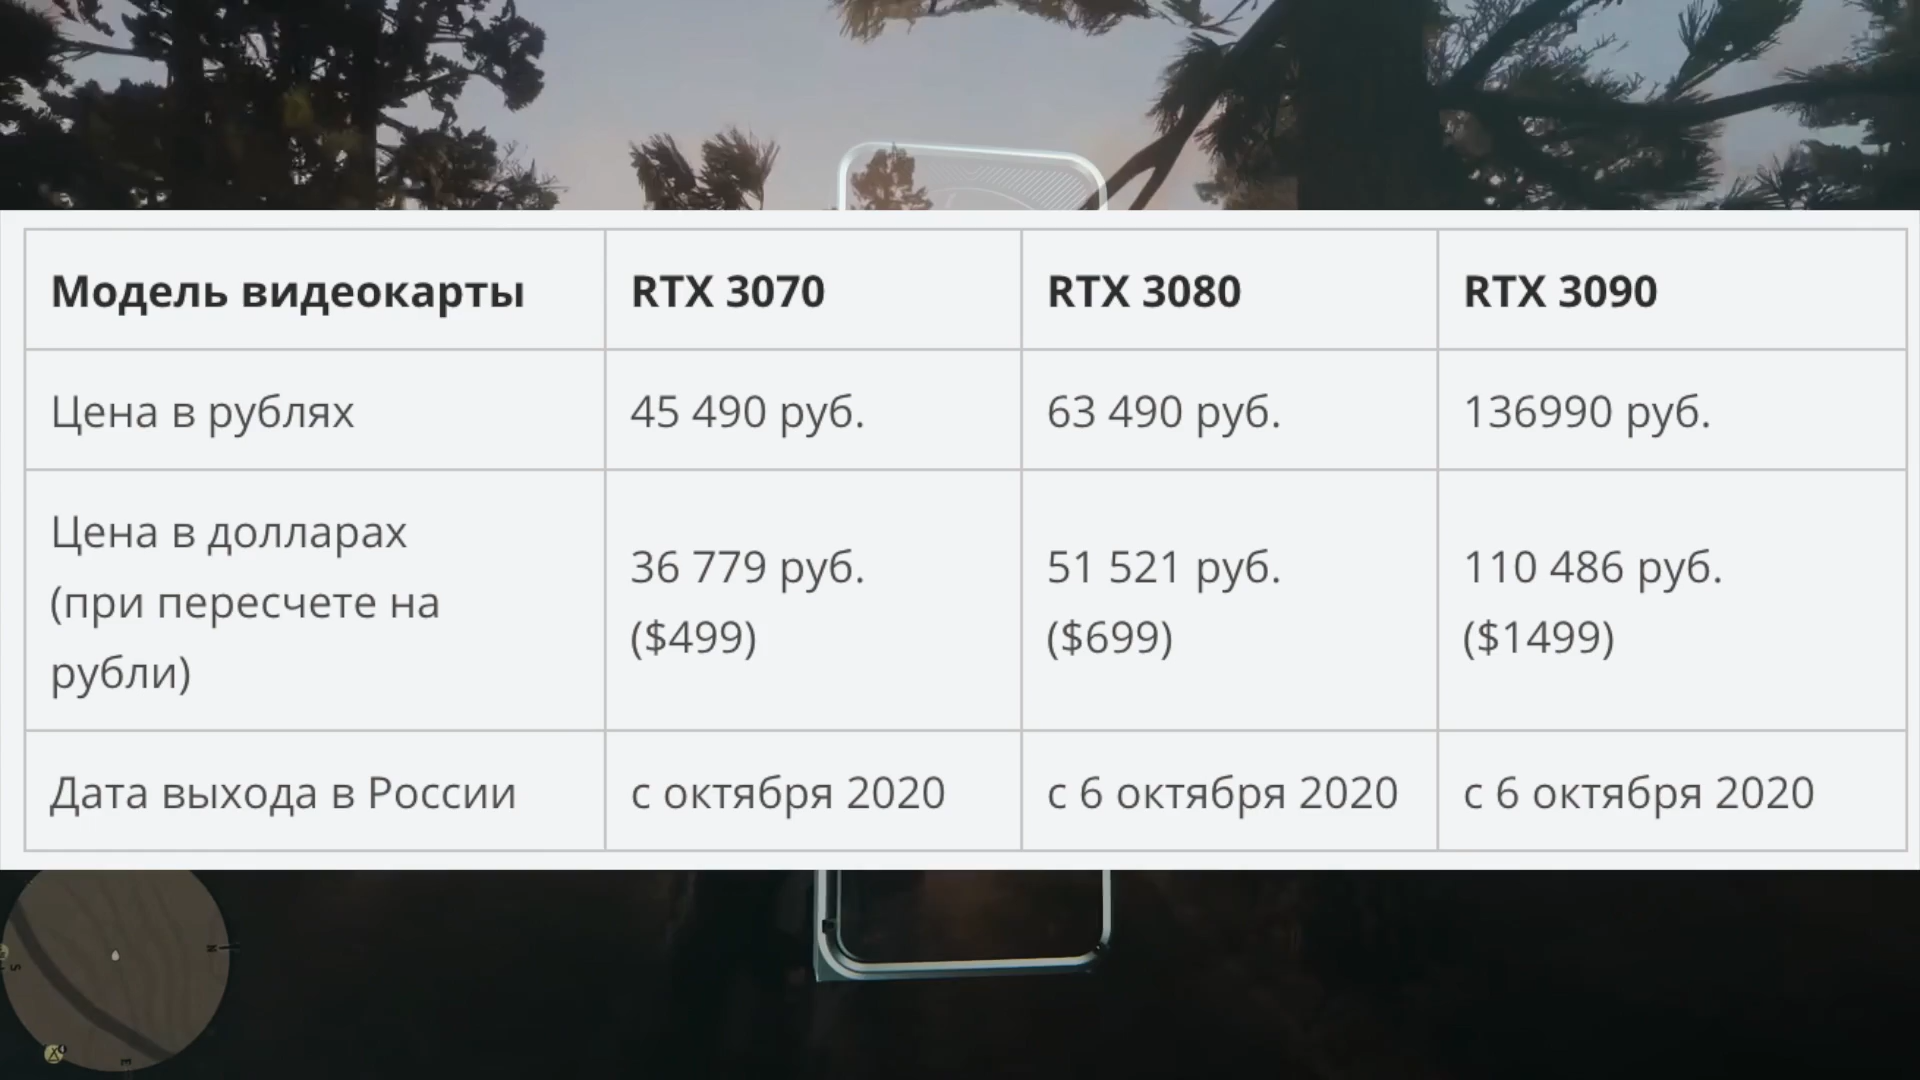 Модель видеокарты RTX 3070 RTX 3080 RTX 3090
Цена в рублях 45 490 руб. 63 490 руб. 136990 руб.
Цена в долларах
(при пересчете на
рубли)
36 779 руб.
($499)
51 521 руб.
($699)
110 486 руб.
($1499)
Дата выхода в России с октября 2020 с 6 октября 2020 с 6 октября 2020
N
S
E
X